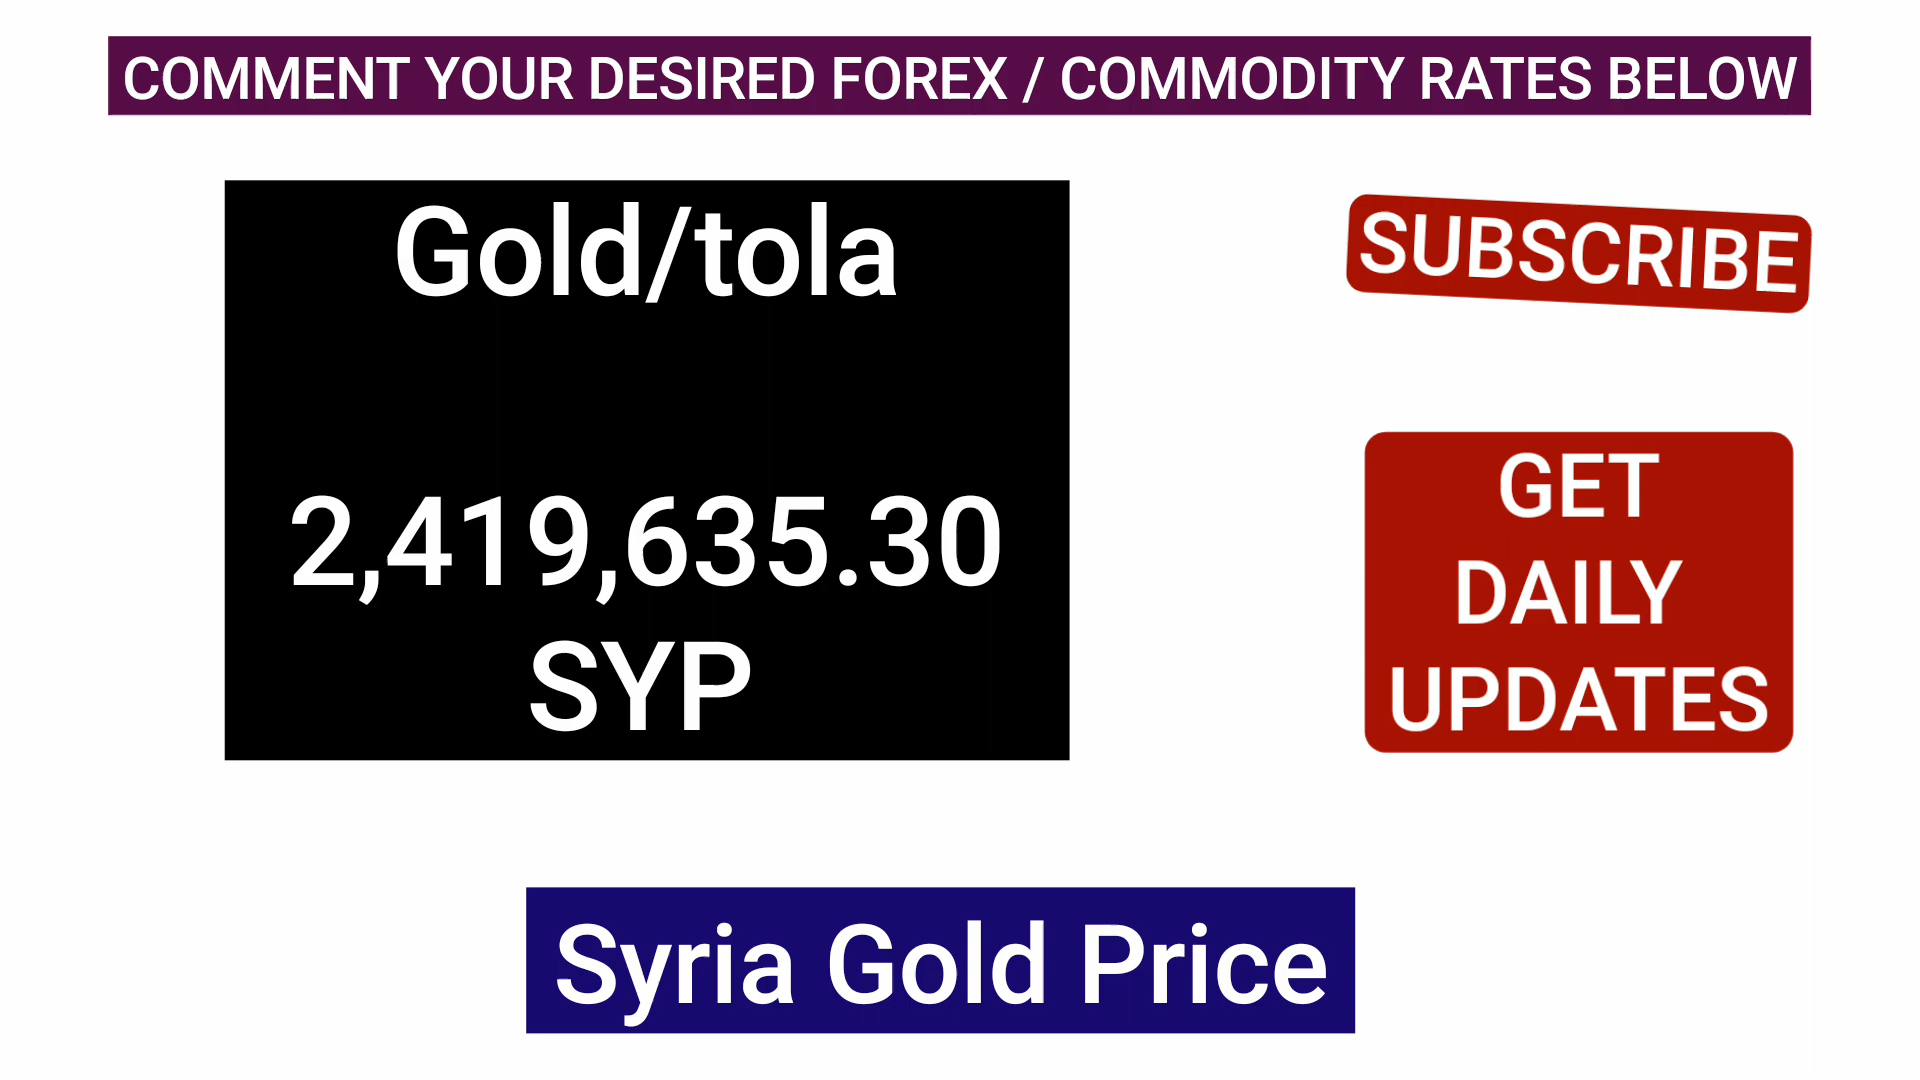 COMMENT YOUR DESIRED FOREX / COMMODITY RATES BELOW
Gold/tola
2,419,635.30
SYP
SUBSCRIBE
GET
DAILY
UPDATES
Syria Gold Price